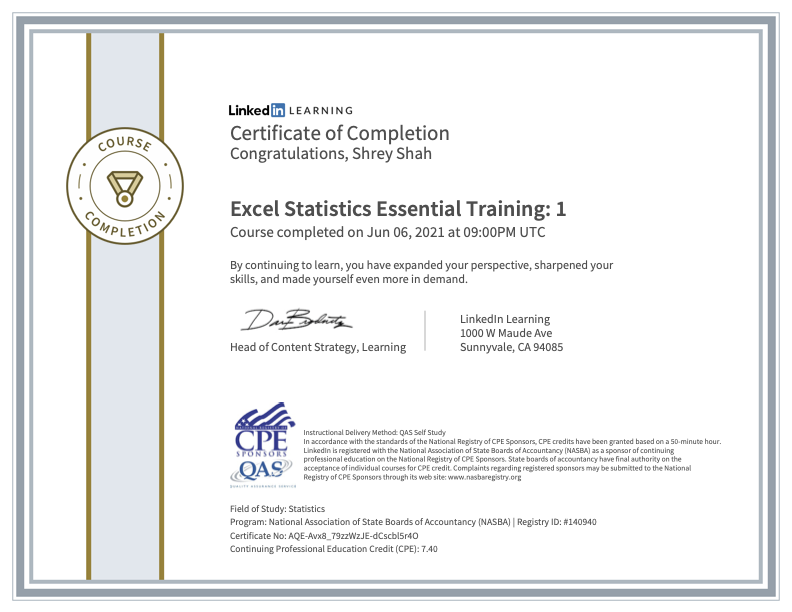 COURSE
COMPLETION
Linked in LEARNING
Certificate of Completion
Congratulations, Shrey Shah
Excel Statistics Essential Training: 1
Course completed on Jun 06, 2021 at 09:00PM UTC
By continuing to learn, you have expanded your perspective, sharpened your
skills, and made yourself even more in demand.
Head of Content Strategy, Learning
LinkedIn Learning
1000 W Maude Ave
Sunnyvale, CA 94085
NATIONAL REGISTRY OF
CPE
SPONSORS
QAS
QUALITY ASSURANCE SERVICE
Instructional Delivery Method: QAS Self Study
In accordance with the standards of the National Registry of CPE Sponsors, CPE credits have been granted based on a 50-minute hour.
LinkedIn is registered with the National Association of State Boards of Accountancy (NASBA) as a sponsor of continuing
professional education on the National Registry of CPE Sponsors. State boards of accountancy have final authority on the
acceptance of individual courses for CPE credit. Complaints regarding registered sponsors may be submitted to the National
Registry of CPE Sponsors through its web site: www.nasbaregistry.org
Field of Study: Statistics
Program: National Association of State Boards of Accountancy (NASBA) | Registry ID: #140940
Certificate No: AQE-Avx8_79zzWzJE-dCscbl5r4O
Continuing Professional Education Credit (CPE): 7.40